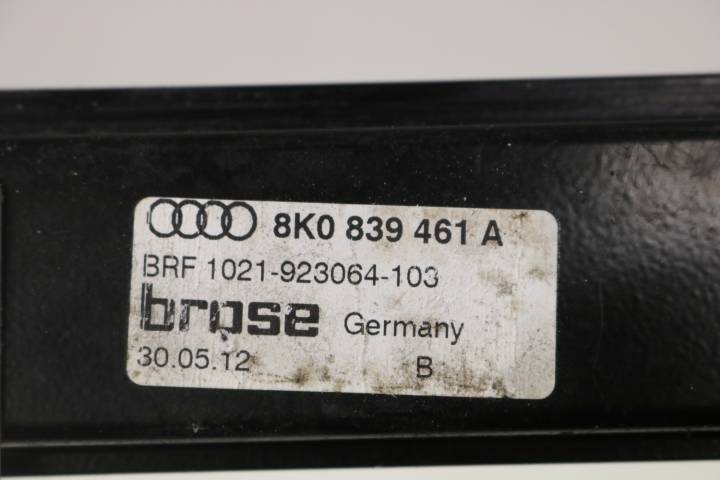 8K0 839 461 A
BRF 1021-923064-103
brose Germany
30.05.12 B